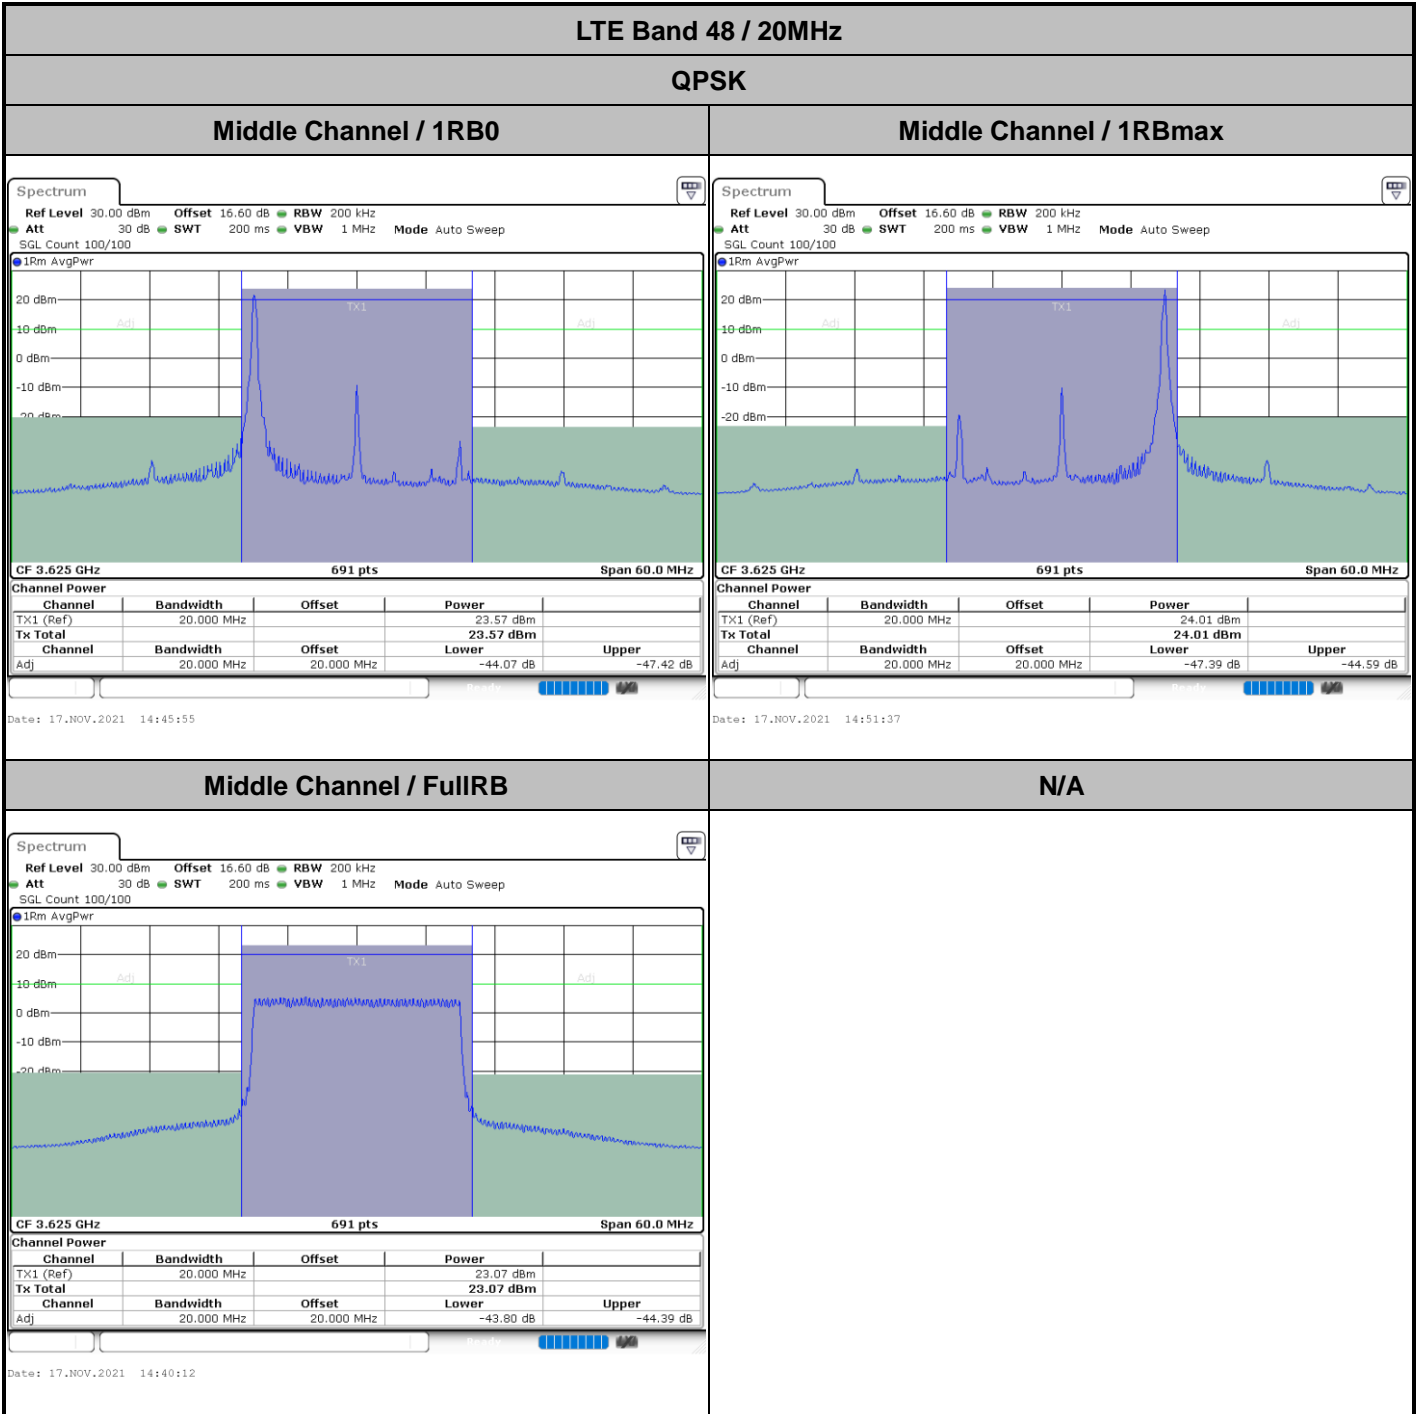 LTE Band 48 / 20MHz
QPSK
Middle Channel / 1RB0
Middle Channel / 1RBmax
Spectrum
Ref Level 30.00 dBm Offset 16.60 dB RBW 200 kHz
Att 30 dB SWT 200 ms VBW 1 MHz Mode Auto Sweep
SGL Count 100/100
1Rm AvgPwr
20 dBm
10 dBm
0 dBm
-10 dBm
-20 dBm
Adj
TX1
Adj
CF 3.625 GHz 691 pts Span 60.0 MHz
Channel Power
Channel Bandwidth Offset Power
TX1 (Ref) 20.000 MHz 23.57 dBm
Tx Total 23.57 dBm
Channel Bandwidth Offset Lower Upper
Adj 20.000 MHz 20.000 MHz -44.07 dB -47.42 dB
Ready
Date: 17.NOV.2021 14:45:55
Spectrum
Ref Level 30.00 dBm Offset 16.60 dB RBW 200 kHz
Att 30 dB SWT 200 ms VBW 1 MHz Mode Auto Sweep
SGL Count 100/100
1Rm AvgPwr
20 dBm
10 dBm
0 dBm
-10 dBm
-20 dBm
Adj
TX1
Adj
CF 3.625 GHz 691 pts Span 60.0 MHz
Channel Power
Channel Bandwidth Offset Power
TX1 (Ref) 20.000 MHz 24.01 dBm
Tx Total 24.01 dBm
Channel Bandwidth Offset Lower Upper
Adj 20.000 MHz 20.000 MHz -47.39 dB -44.59 dB
Ready
Date: 17.NOV.2021 14:51:37
Middle Channel / FullRB
N/A
Spectrum
Ref Level 30.00 dBm Offset 16.60 dB RBW 200 kHz
Att 30 dB SWT 200 ms VBW 1 MHz Mode Auto Sweep
SGL Count 100/100
1Rm AvgPwr
20 dBm
10 dBm
0 dBm
-10 dBm
-20 dBm
Adj
TX1
Adj
CF 3.625 GHz 691 pts Span 60.0 MHz
Channel Power
Channel Bandwidth Offset Power
TX1 (Ref) 20.000 MHz 23.07 dBm
Tx Total 23.07 dBm
Channel Bandwidth Offset Lower Upper
Adj 20.000 MHz 20.000 MHz -43.80 dB -44.39 dB
Ready
Date: 17.NOV.2021 14:40:12